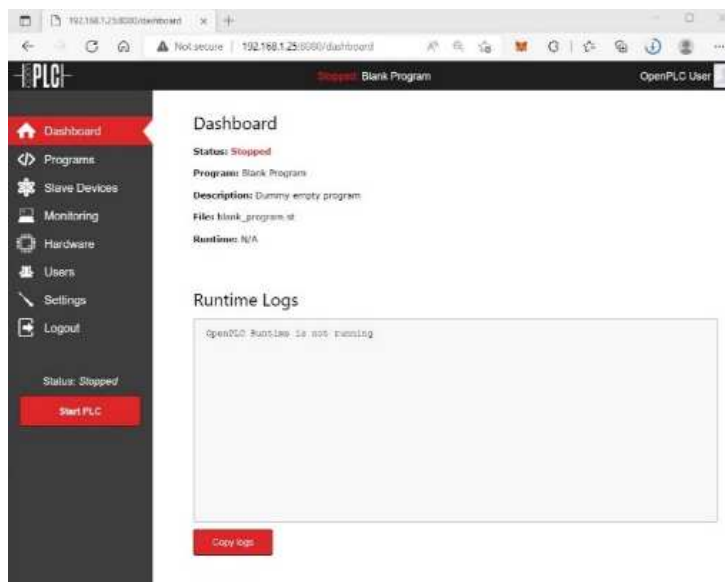 192.168.1.25:8080/dashboard
Not secure 192.168.1.25:8080/dashboard
PLC
Stopped: Blank Program
OpenPLC User
Dashboard
Programs
Slave Devices
Monitoring
Hardware
Users
Settings
Logout
Status: Stopped
Start PLC
Dashboard
Status: Stopped
Program: Blank Program
Description: Dummy empty program
File: blank_program.st
Runtime: N/A
Runtime Logs
OpenPLC Runtime is not running
Copy logs